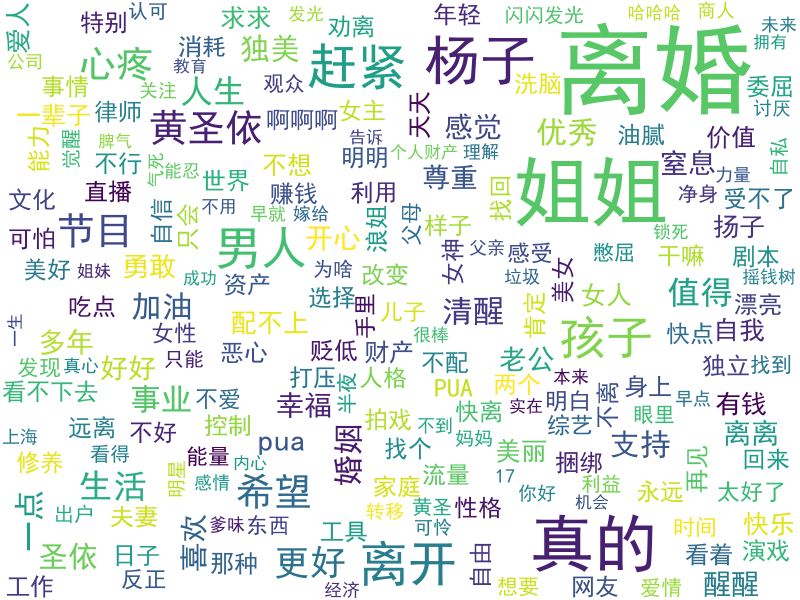 发光
哈哈哈
商人
认可
特别
求求
劝离
年轻
闪闪发光
未来
爱人
消耗
独美
拥有
公司
心疼
教育
赶紧
杨子
离婚
洗脑
委屈
事情
关注
人生
观众
讨厌
一辈子
律师
黄圣依
啊啊啊
女主
天天
感觉
优秀
油腻
价值
能力
觉醒
脾气
告诉
不行
气死
能忍
明明
个人财产
理解
窒息
自私
不想
世界
尊重
姐姐
力量
文化
直播
赚钱
利用
找回
净身
受不了
自信
只会
不用
早就
嫁给
浪姐
父母
样子
锁死
扬子
可怕
节目
男人
开心
女神
父亲
感受
憋屈
干嘛
剧本
美好
姐妹
勇敢
成功
为啥
改变
垃圾
美女
摇钱树
资产
选择
女人
值得
漂亮
吃点
加油
手里
儿子
清醒
肯定
一生
女性
配不上
很棒
孩子
快点
自我
多年
恶心
贬低
财产
不配
老公
独立
找到
发现
真心
好好
只能
打压
人格
PUA
两个
本来
身上
看不下去
事业
不爱
半夜
幸福
拍戏
不到
快离
实在
明白
不离
早点
有钱
远离
不好
控制
综艺
眼里
上海
看得
pua
婚姻
找个
妈妈
美丽
支持
离离
修养
能量
内心
捆绑
再见
回来
生活
明星
感情
希望
家庭
流量
17
你好
利益
永远
太好了
一点
出户
夫妻
爹味
东西
转移
黄圣
性格
机会
喜欢
工具
可怜
真的
时间
快乐
圣依
日子
那种
更好
离开
自由
看着
演戏
工作
反正
经济
想要
网友
爱情
醒醒